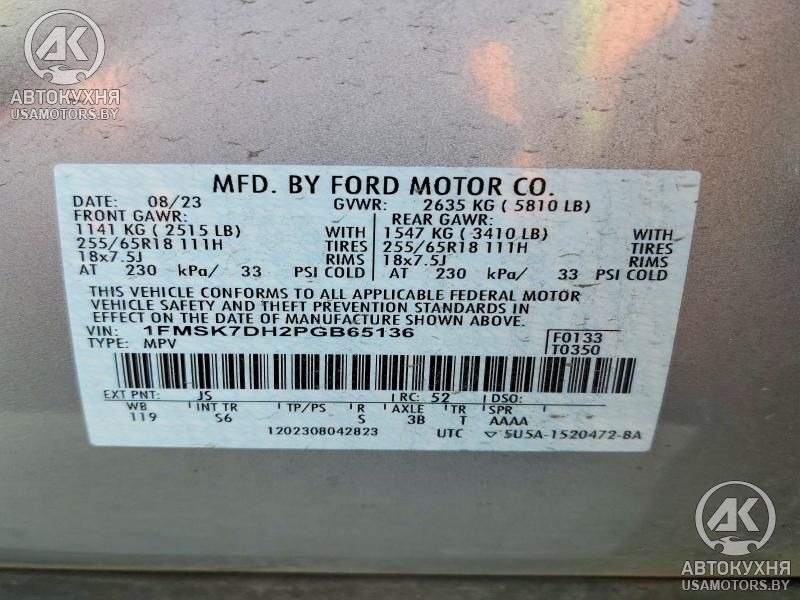 AK
АВТОКУХНЯ
USAMOTORS.BY
MFD. BY FORD MOTOR CO.
DATE: 08/23 GVWR: 2635 KG ( 5810 LB)
FRONT GAWR: REAR GAWR:
1141 KG ( 2515 LB) WITH 1547 KG ( 3410 LB) WITH
255/65R18 111H TIRES 255/65R18 111H TIRES
18x7.5J RIMS 18x7.5J RIMS
AT 230 kPa/ 33 PSI COLD AT 230 kPa/ 33 PSI COLD
THIS VEHICLE CONFORMS TO ALL APPLICABLE FEDERAL MOTOR
VEHICLE SAFETY AND THEFT PREVENTION STANDARDS IN
EFFECT ON THE DATE OF MANUFACTURE SHOWN ABOVE.
VIN: 1FMSK7DH2PGB65136 F0133
TYPE: MPV T0350
EXT PNT: JS RC: 52 DSO:
WB INT TR TP/PS R AXLE TR SPR
119 S6 S 3B T AAAA
1202308042823 UTC 5U5A-1520472-BA
AK
АВТОКУХНЯ
USAMOTORS.BY